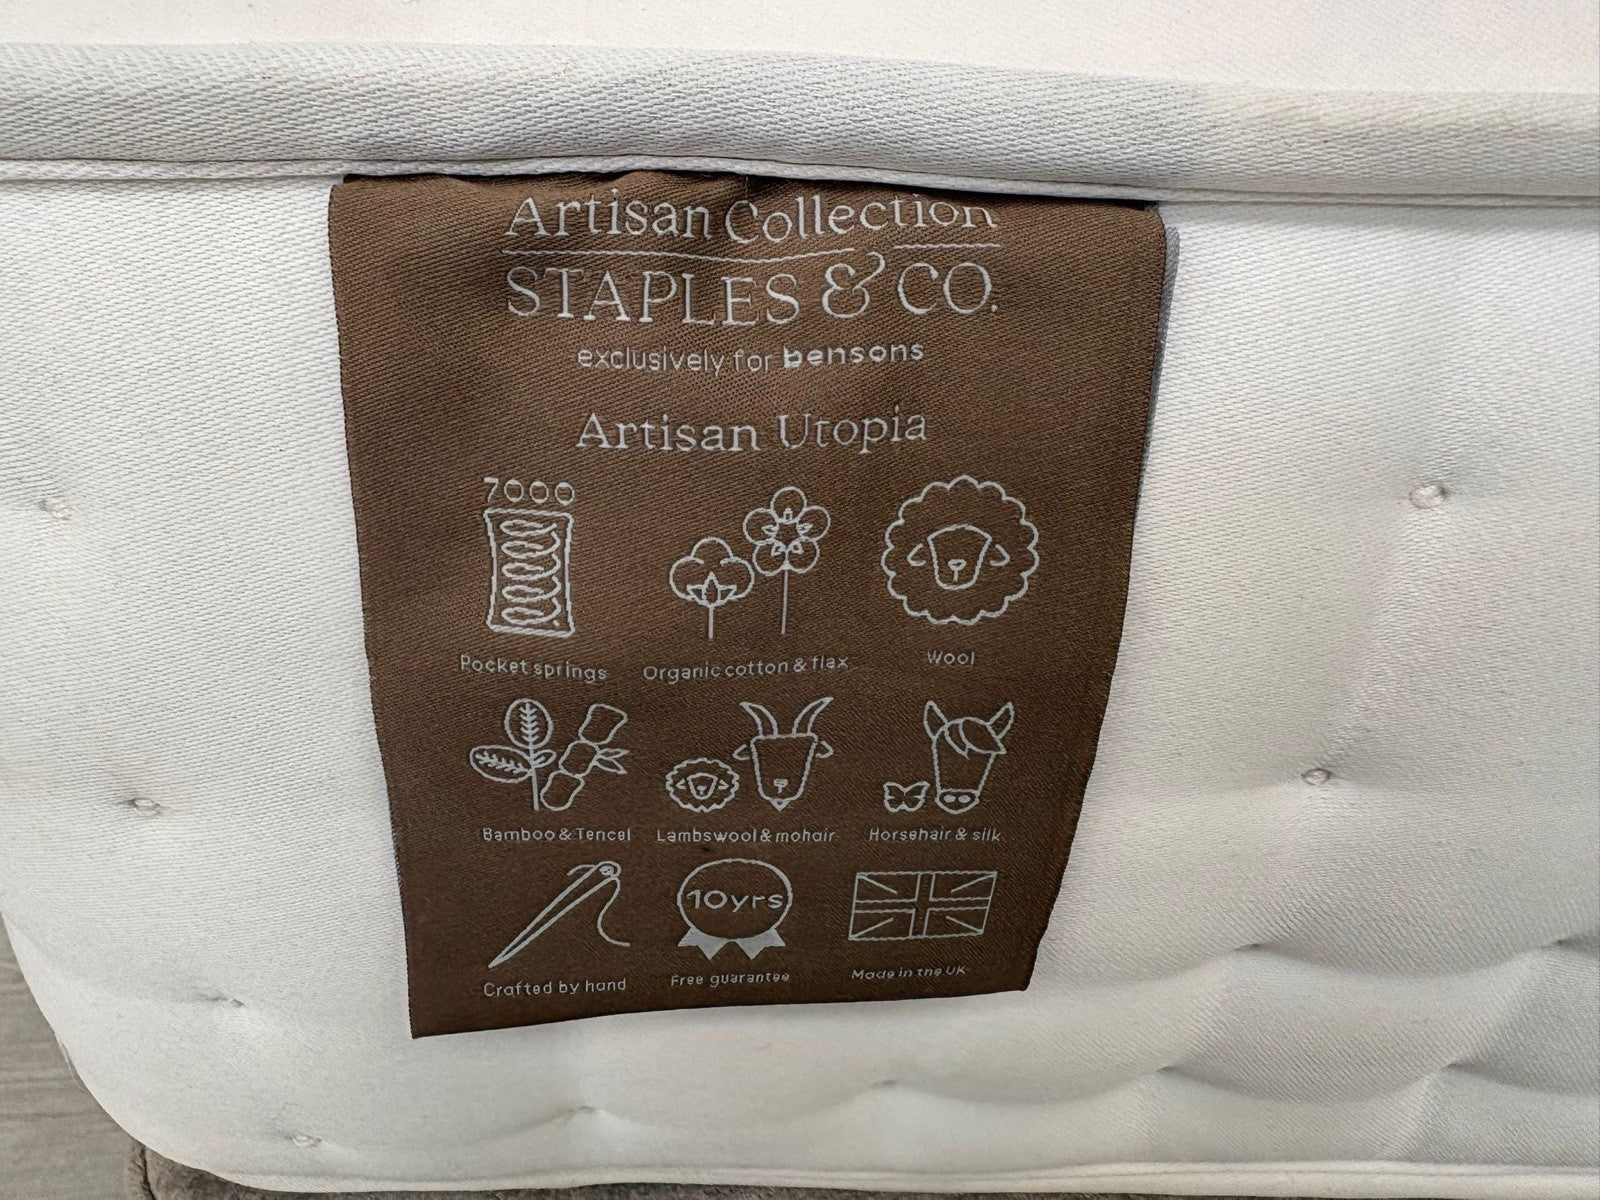 Artisan Collection
STAPLES & CO.
exclusively for bensons
Artisan Utopia
7000
Pocket springs
Organic cotton & flax
Wool
Bamboo & Tencel
Lambswool & mohair
Horsehair & silk
10yrs
Crafted by hand
Free guarantee
Made in the UK